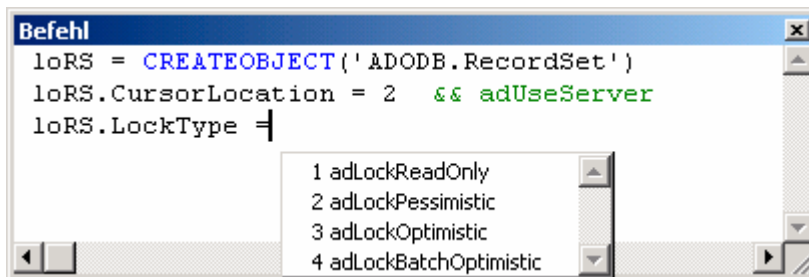 Befehl
loRS = CREATEOBJECT('ADODB.RecordSet')
loRS.CursorLocation = 2  && adUseServer
loRS.LockType =
1 adLockReadOnly
2 adLockPessimistic
3 adLockOptimistic
4 adLockBatchOptimistic